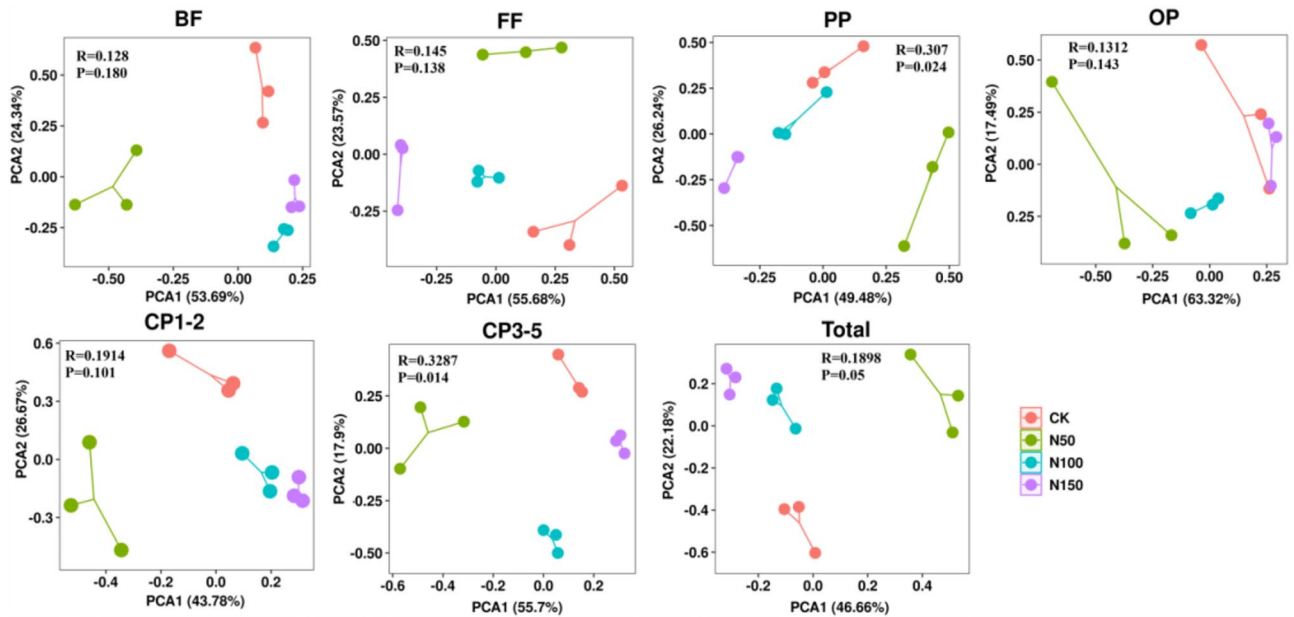 BF
R=0.128
P=0.180
PCA2 (24.34%)
0.50
0.25
0.00
-0.25
-0.50
0.00
0.25
PCA1 (53.69%)
FF
R=0.145
P=0.138
PCA2 (23.57%)
0.50
0.25
0.00
-0.25
-0.25
0.00
0.25
0.50
PCA1 (55.68%)
PP
R=0.307
P=0.024
PCA2 (26.24%)
0.50
0.25
0.00
-0.25
-0.50
-0.25
0.00
0.25
0.50
PCA1 (49.48%)
OP
R=0.1312
P=0.143
PCA2 (17.49%)
0.50
0.25
0.00
0.25
-0.50
-0.25
0.00
0.25
PCA1 (63.32%)
CP1-2
R=0.1914
P=0.101
PCA2 (26.67%)
0.6
0.3
0.0
-0.3
-0.4
-0.2
0.0
0.2
PCA1 (43.78%)
CP3-5
R=0.3287
P=0.014
PCA2 (17.9%)
0.25
0.00
-0.25
-0.50
-0.6
-0.4
-0.2
0.0
0.2
PCA1 (55.7%)
Total
R=0.1898
P=0.05
PCA2 (22.18%)
0.2
0.0
-0.2
-0.4
-0.6
-0.2
0.0
0.2
0.4
PCA1 (46.66%)
CK
N50
N100
N150